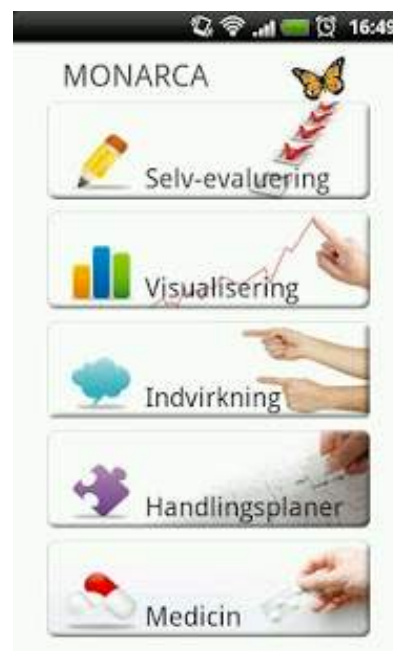 16:49
MONARCA
Selv-evaluering
Visualisering
Indvirkning
Handlingsplaner
Medicin